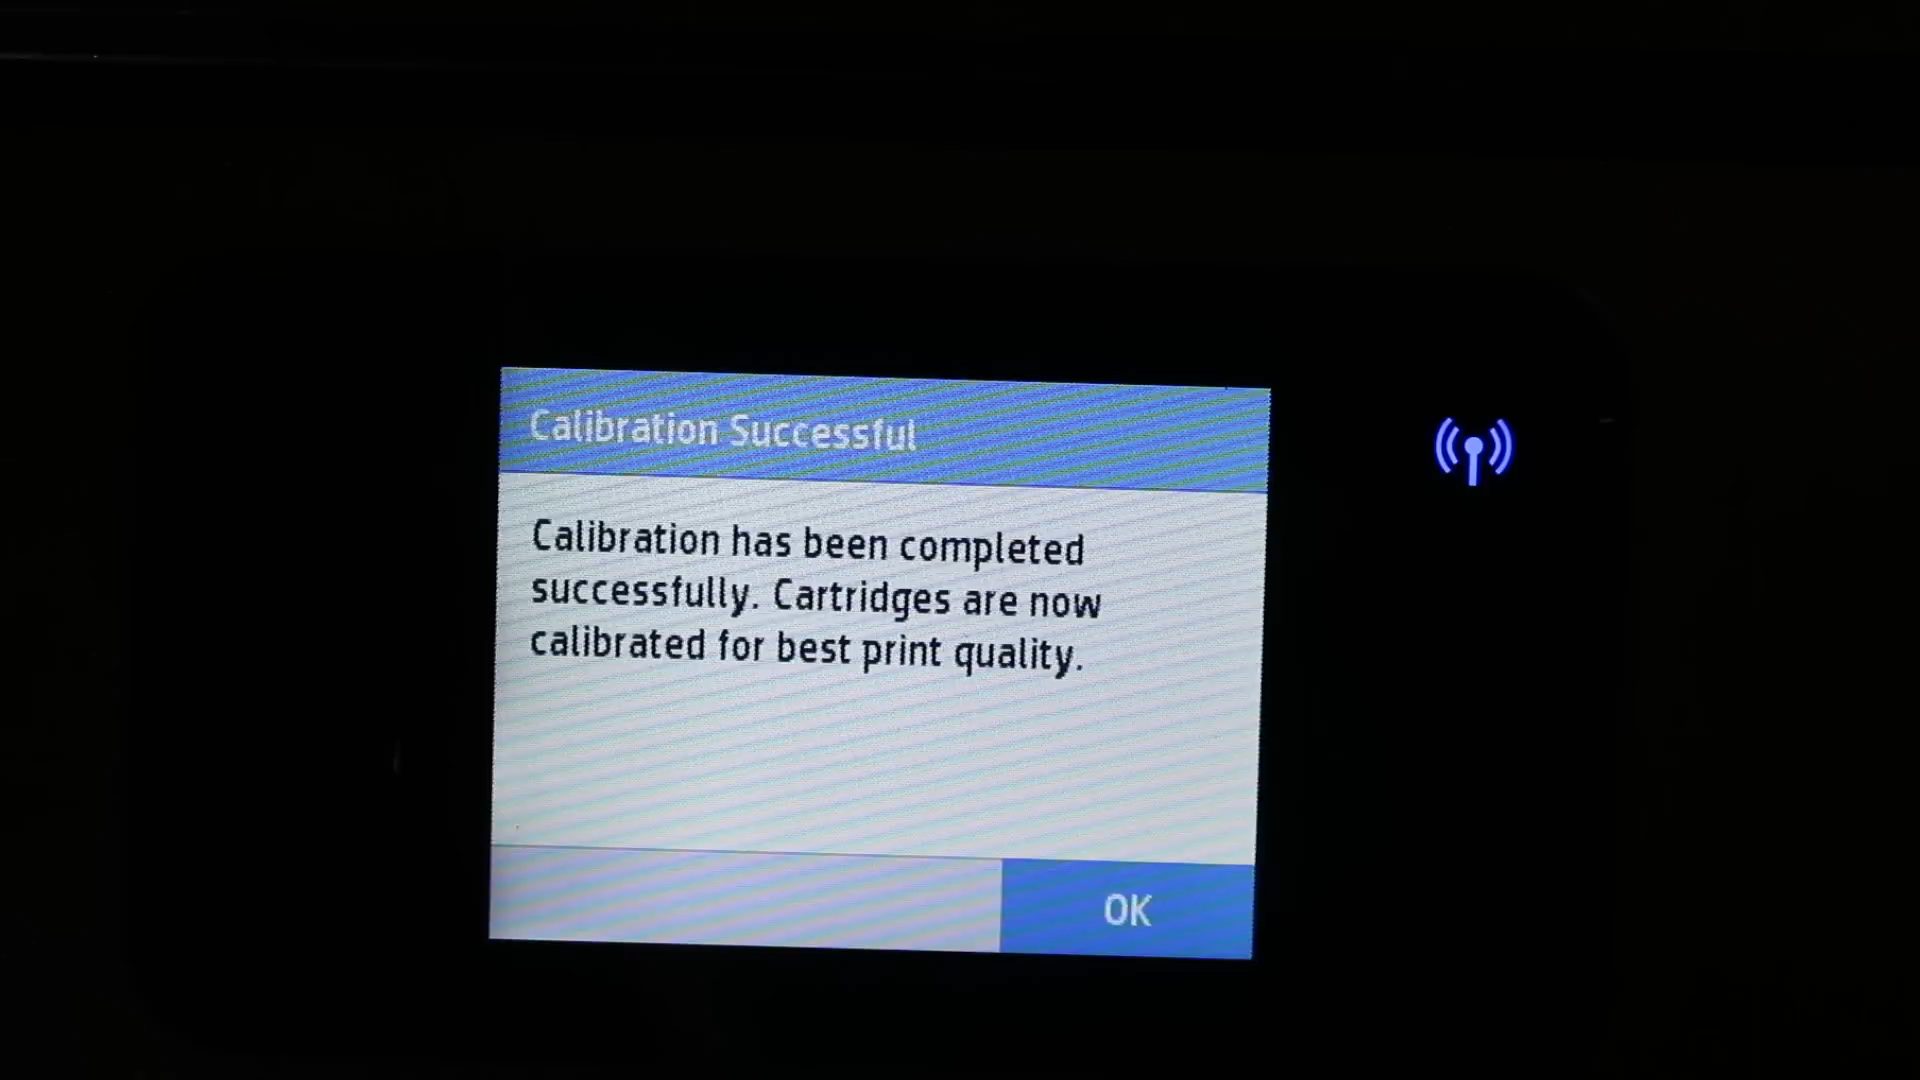 Calibration Successful
Calibration has been completed
successfully. Cartridges are now
calibrated for best print quality.
OK